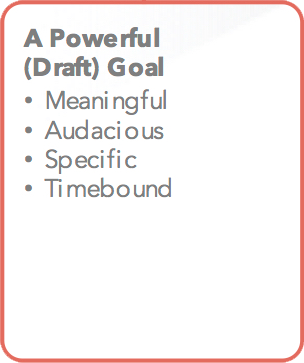 A Powerful
(Draft) Goal
• Meaningful
• Audacious
• Specific
• Timebound